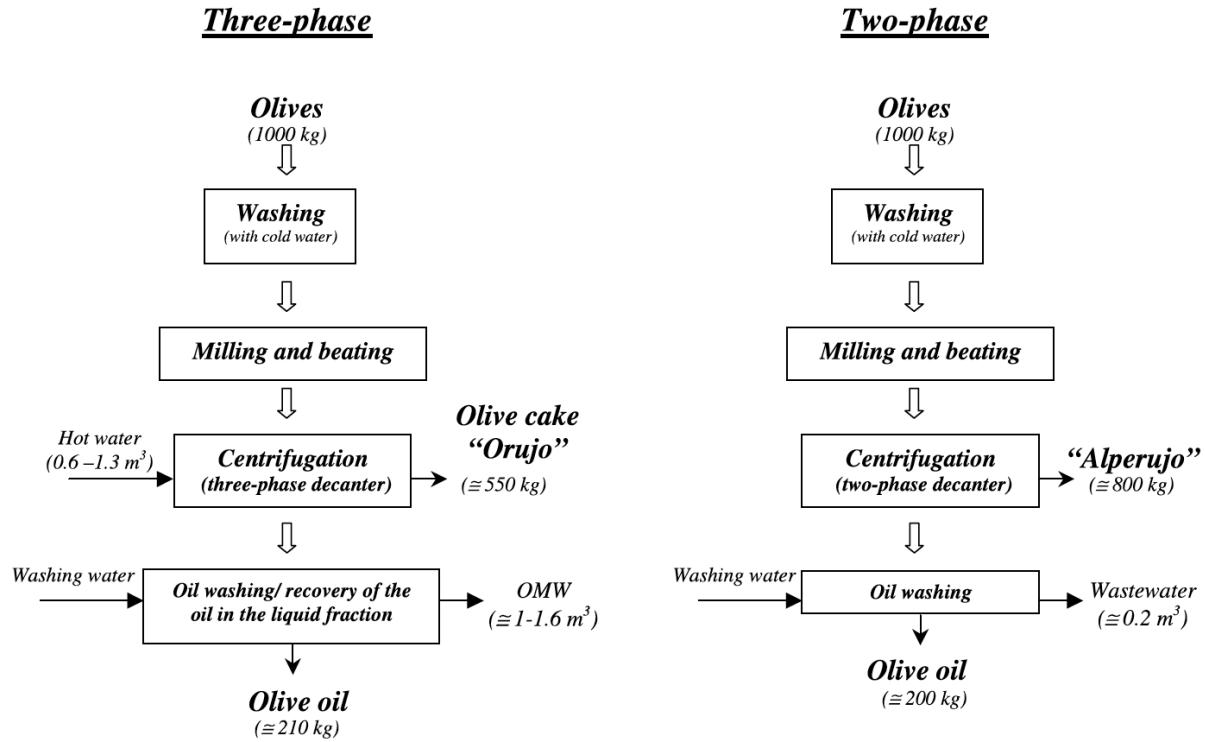 Three-phase
Olives
(1000 kg)
Washing
(with cold water)
Milling and beating
Hot water
(0.6 –1.3 m³)
Centrifugation
(three-phase decanter)
Olive cake
“Orujo”
(≅550 kg)
Washing water
Oil washing/ recovery of the
oil in the liquid fraction
OMW
(≅1-1.6 m³)
Olive oil
(≅210 kg)
Two-phase
Olives
(1000 kg)
Washing
(with cold water)
Milling and beating
Centrifugation
(two-phase decanter)
“Alperujo”
(≅800 kg)
Washing water
Oil washing
Wastewater
(≅0.2 m³)
Olive oil
(≅200 kg)